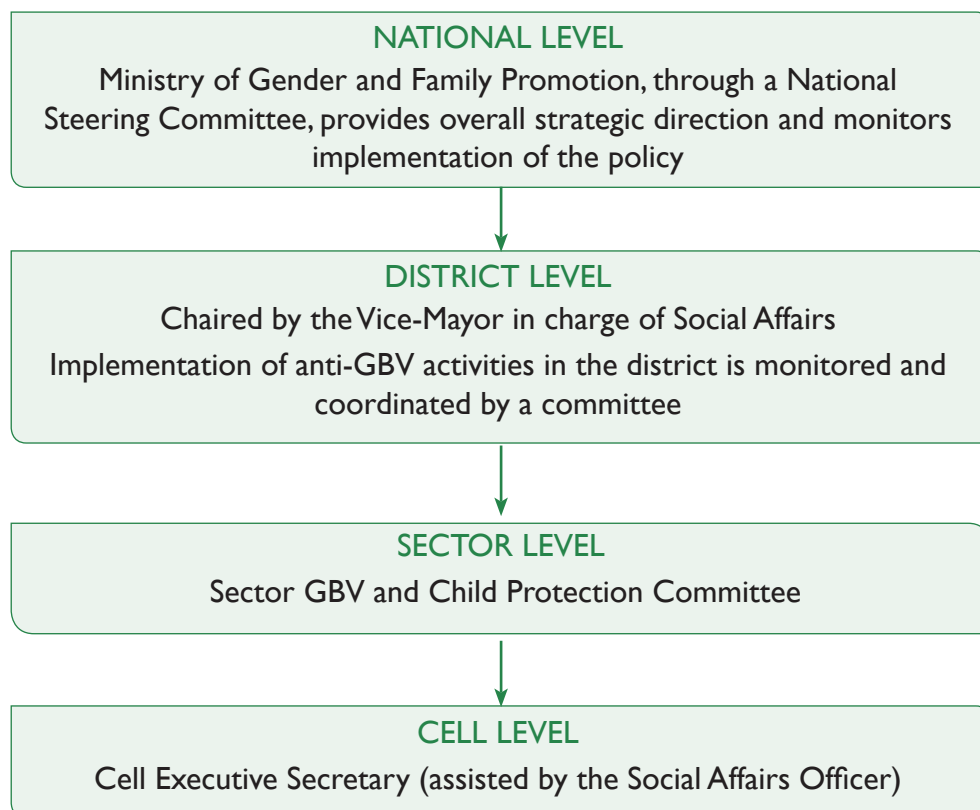 NATIONAL LEVEL
Ministry of Gender and Family Promotion, through a National
Steering Committee, provides overall strategic direction and monitors
implementation of the policy
DISTRICT LEVEL
Chaired by the Vice-Mayor in charge of Social Affairs
Implementation of anti-GBV activities in the district is monitored and
coordinated by a committee
SECTOR LEVEL
Sector GBV and Child Protection Committee
CELL LEVEL
Cell Executive Secretary (assisted by the Social Affairs Officer)